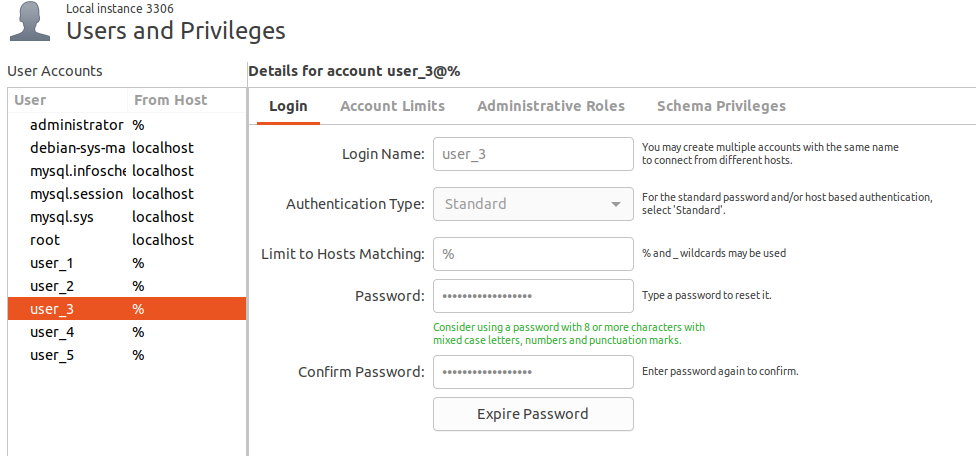 Local instance 3306
Users and Privileges
User Accounts
User From Host
administrator %
debian-sys-ma localhost
mysql.infosche localhost
mysql.session localhost
mysql.sys localhost
root localhost
user_1 %
user_2 %
user_3 %
user_4 %
user_5 %
Details for account user_3@%
Login Account Limits Administrative Roles Schema Privileges
Login Name: user_3 You may create multiple accounts with the same name
to connect from different hosts.
Authentication Type: Standard For the standard password and/or host based authentication,
select 'Standard'.
Limit to Hosts Matching: % % and _ wildcards may be used
Password: •••••••••••••••••• Type a password to reset it.
Consider using a password with 8 or more characters with
mixed case letters, numbers and punctuation marks.
Confirm Password: •••••••••••••••••• Enter password again to confirm.
Expire Password